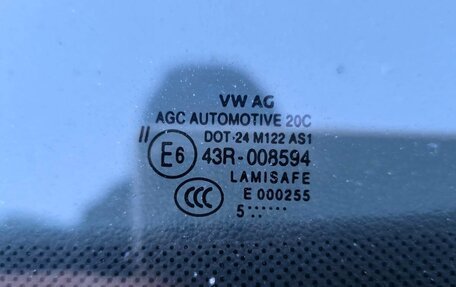 VW AG
AGC AUTOMOTIVE 20C
DOT·24 M122 AS1
II E6 43R-008594
LAMISAFE
CCC E 000255
5